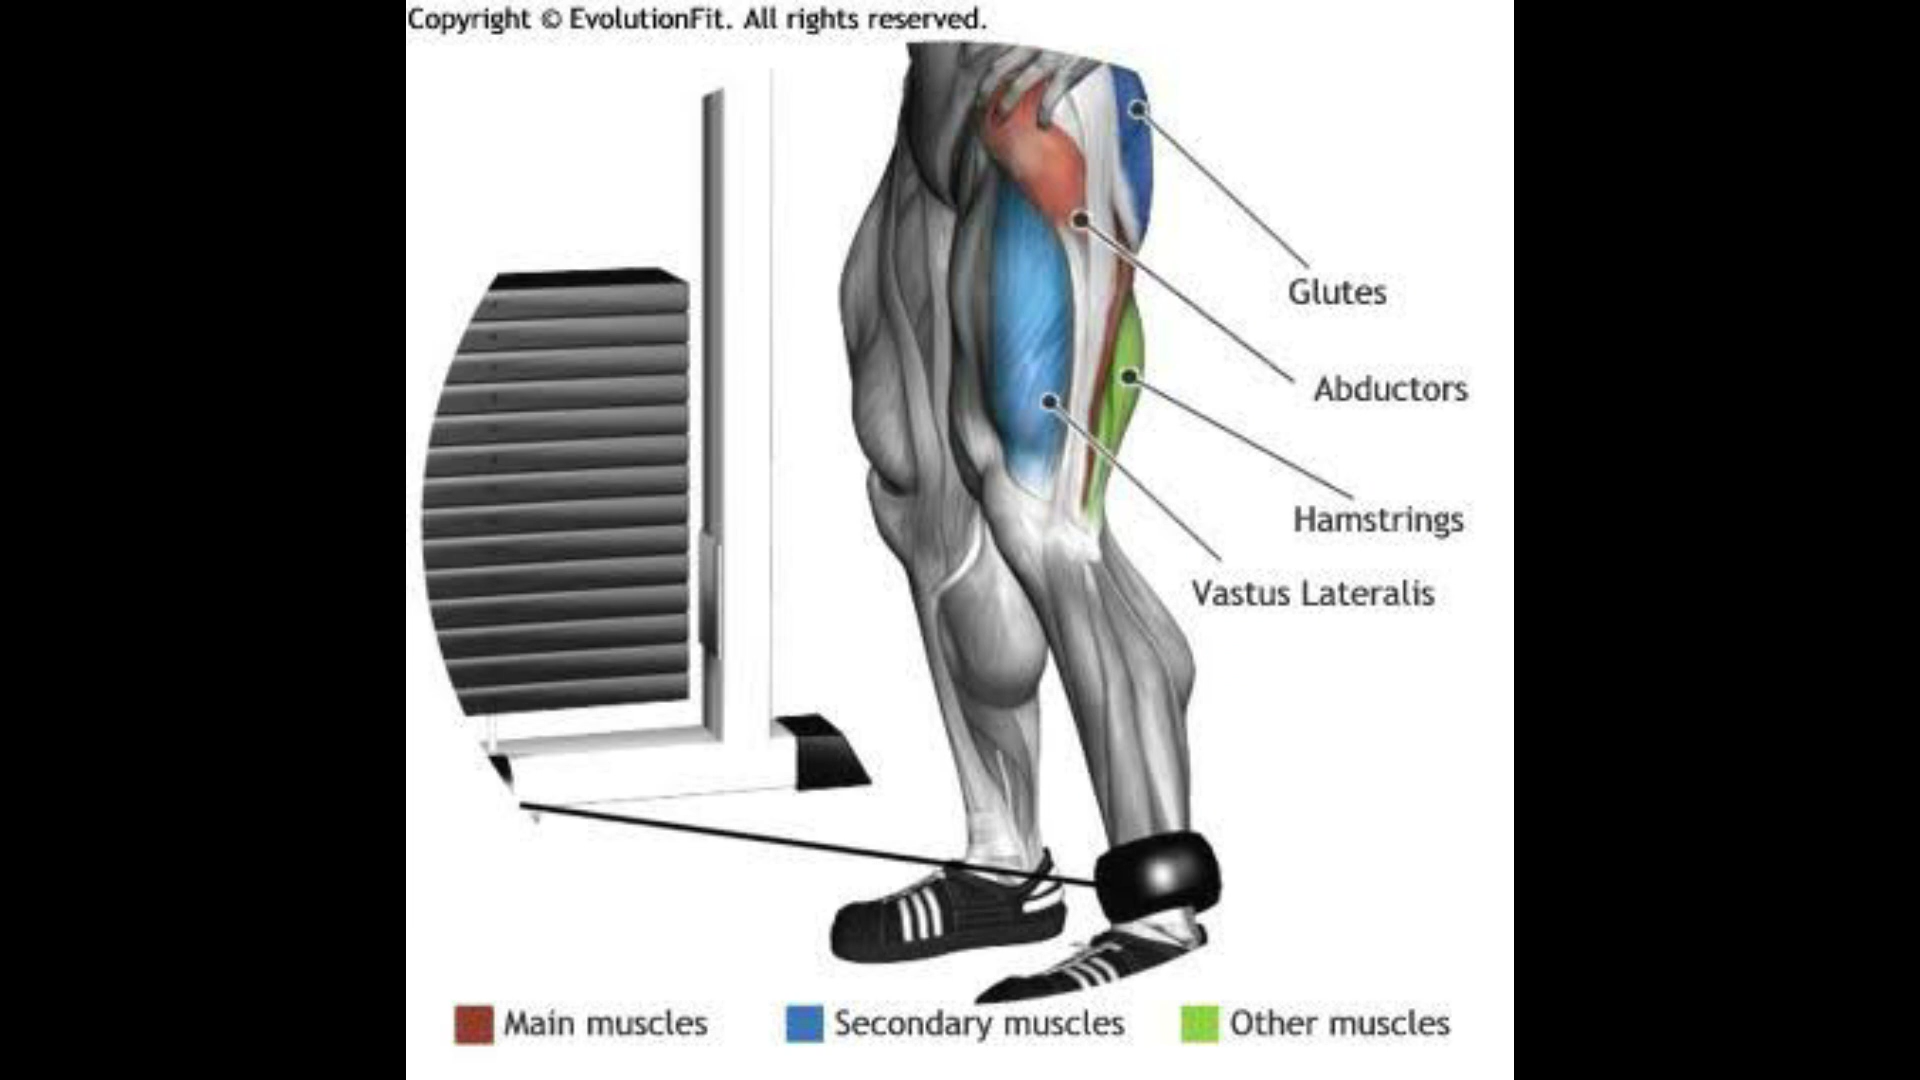 Copyright © EvolutionFit. All rights reserved.
Glutes
Abductors
Hamstrings
Vastus Lateralis
Main muscles
Secondary muscles
Other muscles